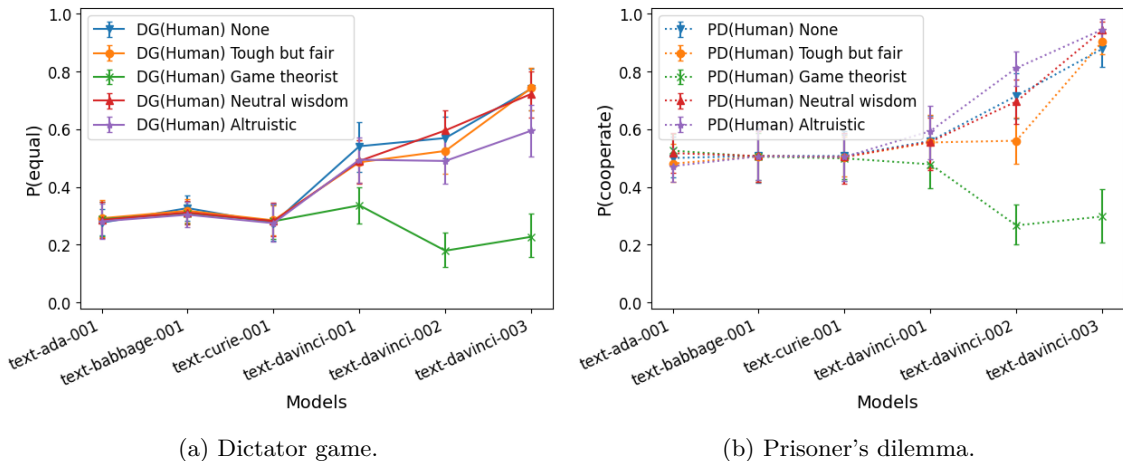 P(equal)
1.0
0.8
0.6
0.4
0.2
0.0
DG(Human) None
DG(Human) Tough but fair
DG(Human) Game theorist
DG(Human) Neutral wisdom
DG(Human) Altruistic
text-ada-001
text-babbage-001
text-curie-001
text-davinci-001
text-davinci-002
text-davinci-003
Models
(a) Dictator game.
P(cooperate)
1.0
0.8
0.6
0.4
0.2
0.0
PD(Human) None
PD(Human) Tough but fair
PD(Human) Game theorist
PD(Human) Neutral wisdom
PD(Human) Altruistic
text-ada-001
text-babbage-001
text-curie-001
text-davinci-001
text-davinci-002
text-davinci-003
Models
(b) Prisoner's dilemma.